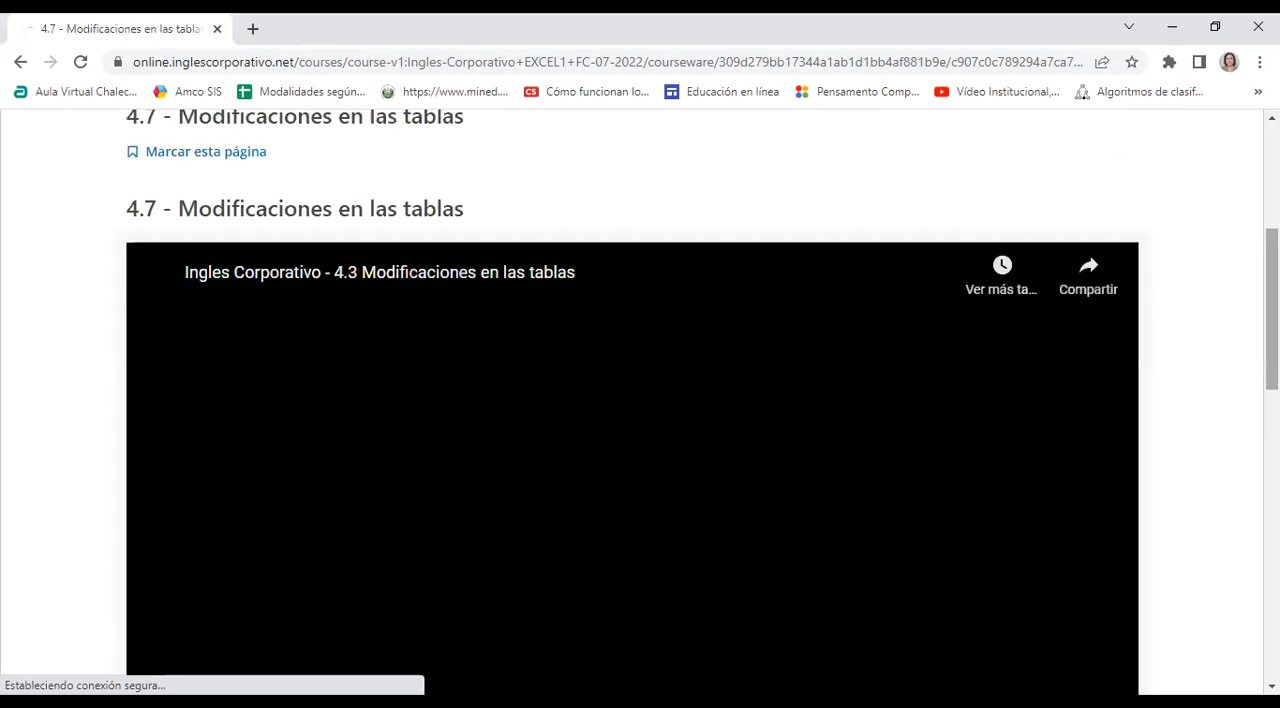 4.7 - Modificaciones en las tabla
online.inglescorporativo.net/courses/course-v1:Ingles-Corporativo+EXCEL1+FC-07-2022/courseware/309d279bb17344a1ab1d1bb4af881b9e/c907c0c789294a7ca7...
Aula Virtual Chalec... Amco SIS Modalidades según... https://www.mined.... CS Cómo funcionan lo... Educación en línea Pensamento Comp... Vídeo Institucional,... Algoritmos de clasif... »
4.7 - Modificaciones en las tablas
Marcar esta página
4.7 - Modificaciones en las tablas
Ingles Corporativo - 4.3 Modificaciones en las tablas
Ver más ta... Compartir
Estableciendo conexión segura...